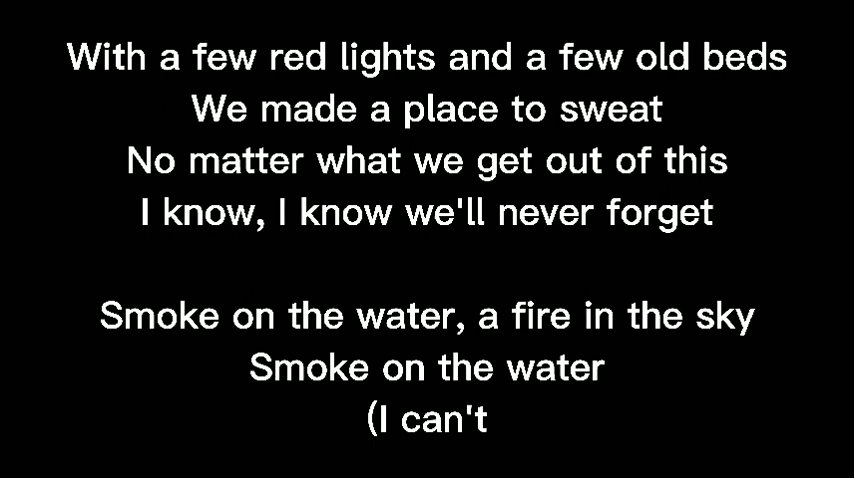 With a few red lights and a few old beds
We made a place to sweat
No matter what we get out of this
I know, I know we'll never forget
Smoke on the water, a fire in the sky
Smoke on the water
(I can't